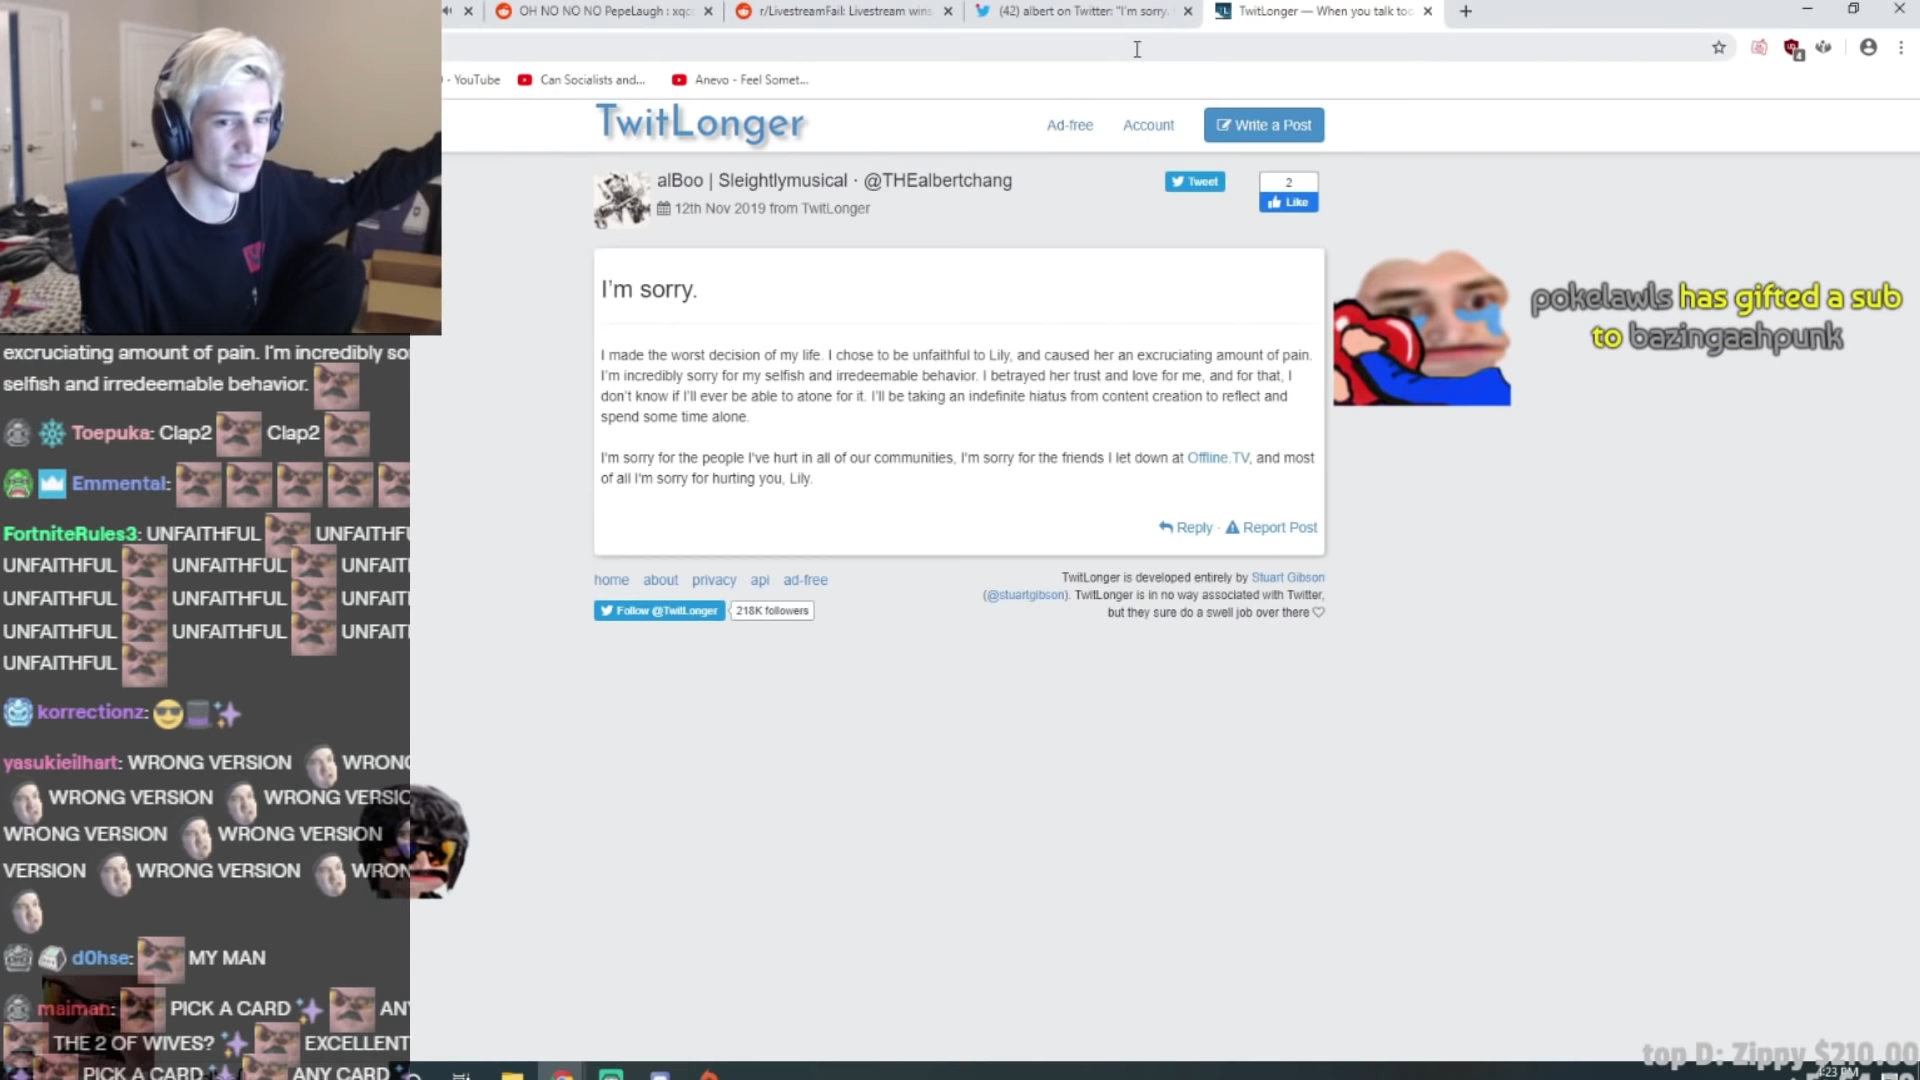 OH NO NO NO PepeLaugh : xqc
r/LivestreamFail: Livestream wins
(42) albert on Twitter: "I'm sorry.
TwitLonger — When you talk too
- YouTube
Can Socialists and...
Anevo - Feel Somet...
TwitLonger
Ad-free
Account
Write a Post
alBoo | Sleightlymusical · @THEalbertchang
12th Nov 2019 from TwitLonger
Tweet
2
Like
I'm sorry.
I made the worst decision of my life. I chose to be unfaithful to Lily, and caused her an excruciating amount of pain.
I'm incredibly sorry for my selfish and irredeemable behavior. I betrayed her trust and love for me, and for that, I
don't know if I'll ever be able to atone for it. I'll be taking an indefinite hiatus from content creation to reflect and
spend some time alone.
I'm sorry for the people I've hurt in all of our communities, I'm sorry for the friends I let down at Offline.TV, and most
of all I'm sorry for hurting you, Lily.
Reply · Report Post
home about privacy api ad-free
Follow @TwitLonger
218K followers
TwitLonger is developed entirely by Stuart Gibson
(@stuartgibson). TwitLonger is in no way associated with Twitter,
but they sure do a swell job over there
pokelawls has gifted a sub
to bazingaahpunk
excruciating amount of pain. I'm incredibly so
selfish and irredeemable behavior.
Toepuka: Clap2 Clap2
Emmental:
FortniteRules3: UNFAITHFUL UNFAITHFU
UNFAITHFUL UNFAITHFUL UNFAIT
UNFAITHFUL UNFAITHFUL UNFAIT
UNFAITHFUL UNFAITHFUL UNFAIT
UNFAITHFUL
korrectionz:
yasukieilhart: WRONG VERSION WRONG
WRONG VERSION WRONG VERSIO
WRONG VERSION WRONG VERSION
VERSION WRONG VERSION WRON
d0hse: MY MAN
maiman: PICK A CARD AN
THE 2 OF WIVES? EXCELLENT
PICK A CARD ANY CARD
top D: Zippy $210.00